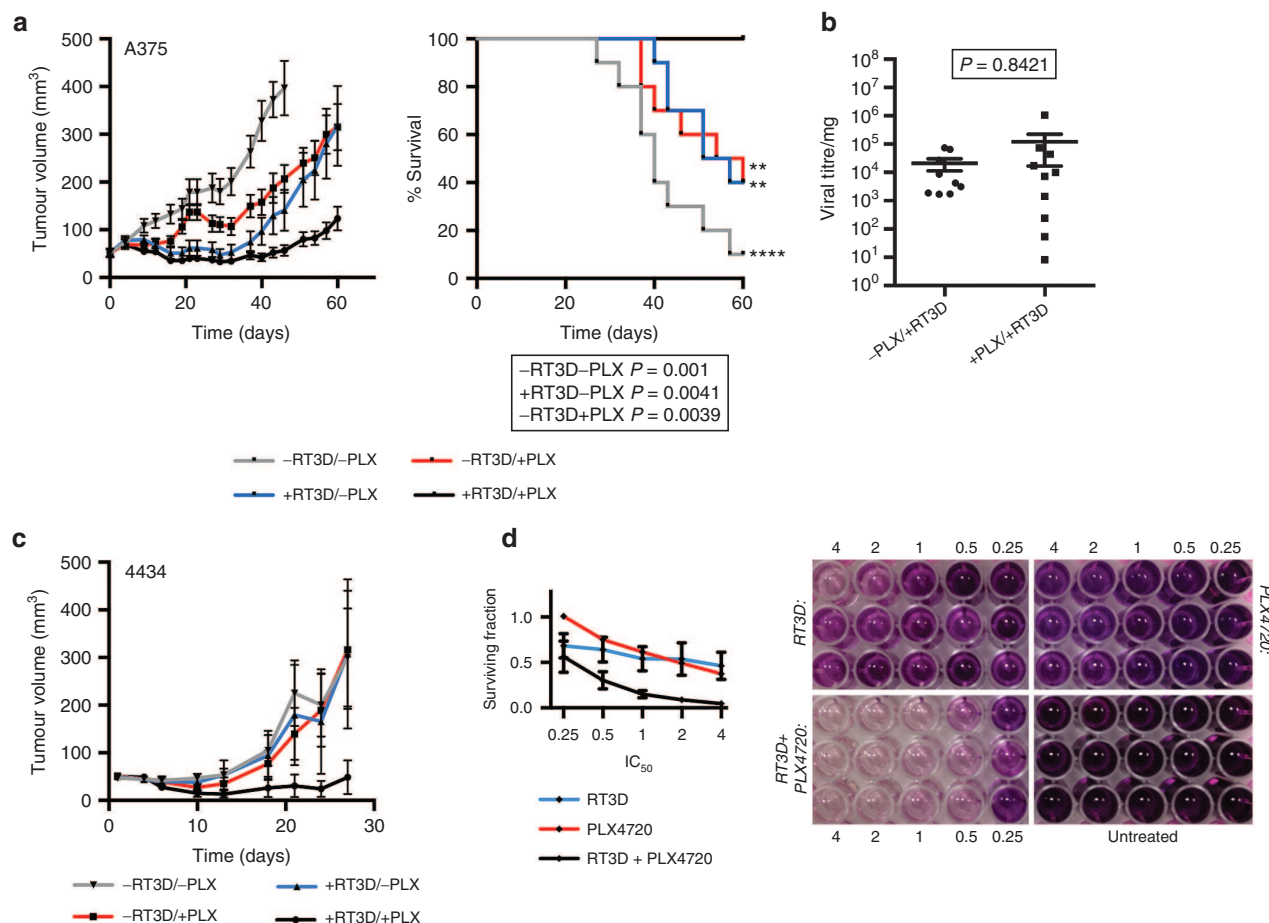 a
A375
Tumour volume (mm³)
500
400
300
200
100
0
0
20
40
60
Time (days)
% Survival
100
80
60
40
20
0
0
20
40
60
Time (days)
**
**
****
–RT3D–PLX P = 0.001
+RT3D–PLX P = 0.0041
–RT3D+PLX P = 0.0039
–RT3D/–PLX
–RT3D/+PLX
+RT3D/–PLX
+RT3D/+PLX
b
P = 0.8421
Viral titre/mg
10⁸
10⁷
10⁶
10⁵
10⁴
10³
10²
10¹
10⁰
–PLX/+RT3D
+PLX/+RT3D
c
4434
Tumour volume (mm³)
500
400
300
200
100
0
0
10
20
30
Time (days)
–RT3D/–PLX
+RT3D/–PLX
–RT3D/+PLX
+RT3D/+PLX
d
Surviving fraction
1.0
0.5
0.0
0.25
0.5
1
2
4
IC₅₀
RT3D
PLX4720
RT3D + PLX4720
4 2 1 0.5 0.25 4 2 1 0.5 0.25
RT3D:
PLX4720:
RT3D+
PLX4720:
4 2 1 0.5 0.25
Untreated